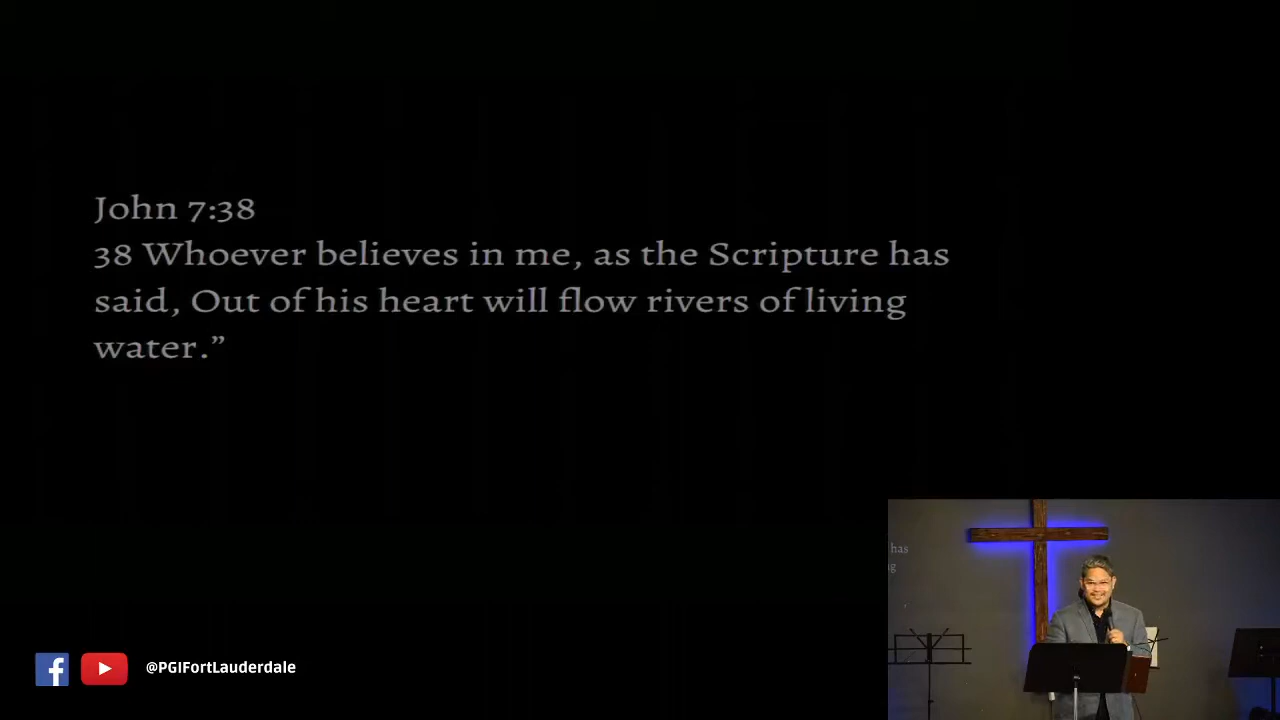 John 7:38
38 Whoever believes in me, as the Scripture has
said, Out of his heart will flow rivers of living
water.”
has
@PGIFortLauderdale